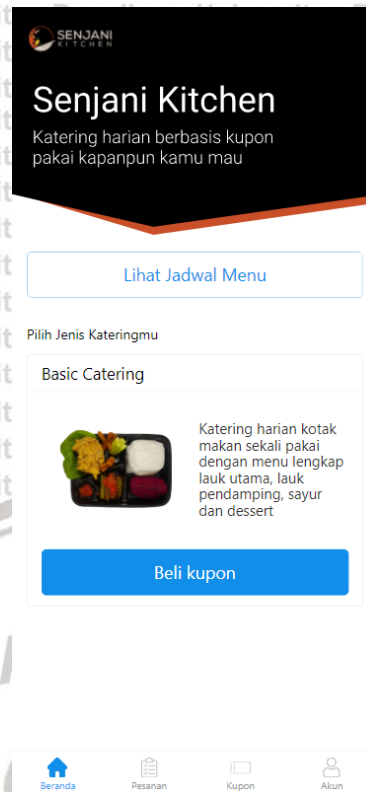 SENJANI
KITCHEN
Senjani Kitchen
Katering harian berbasis kupon
pakai kapanpun kamu mau
Lihat Jadwal Menu
Pilih Jenis Kateringmu
Basic Catering
Katering harian kotak
makan sekali pakai
dengan menu lengkap
lauk utama, lauk
pendamping, sayur
dan dessert
Beli kupon
Beranda
Pesanan
Kupon
Akun